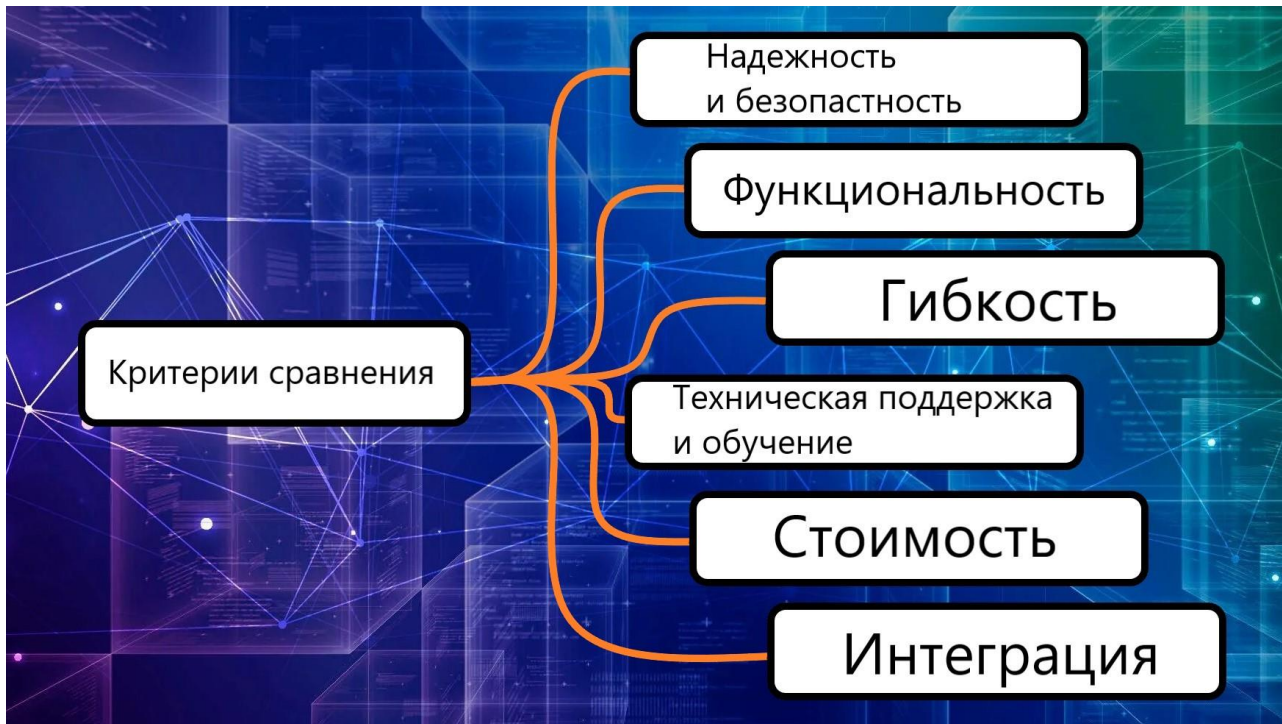 Надежность
и безопастность
Функциональность
Гибкость
Критерии сравнения
Техническая поддержка
и обучение
Стоимость
Интеграция